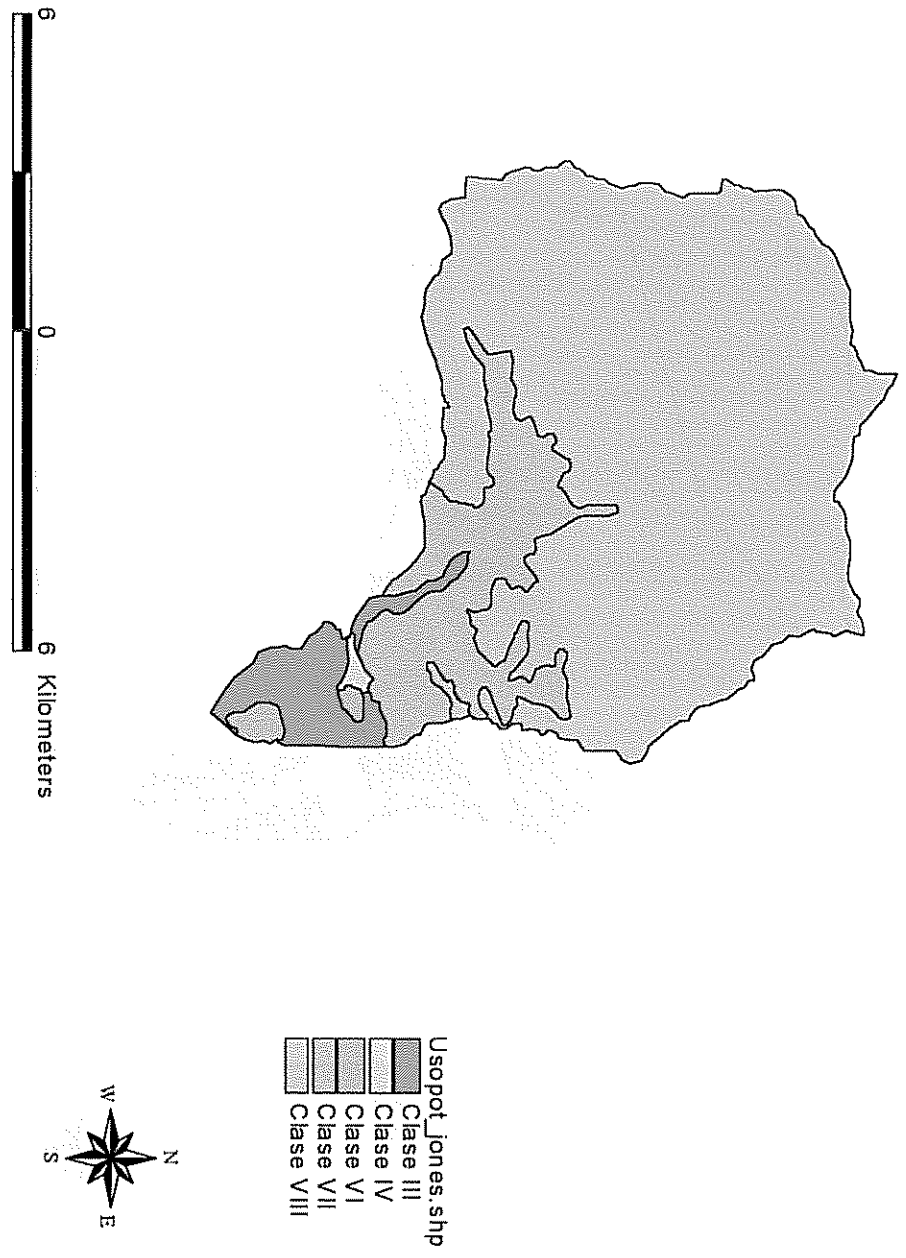 6
0
6
Kilometers
Usopot_jones.shp
Clase III
Clase IV
Clase VI
Clase VII
Clase VIII
N
W
E
S